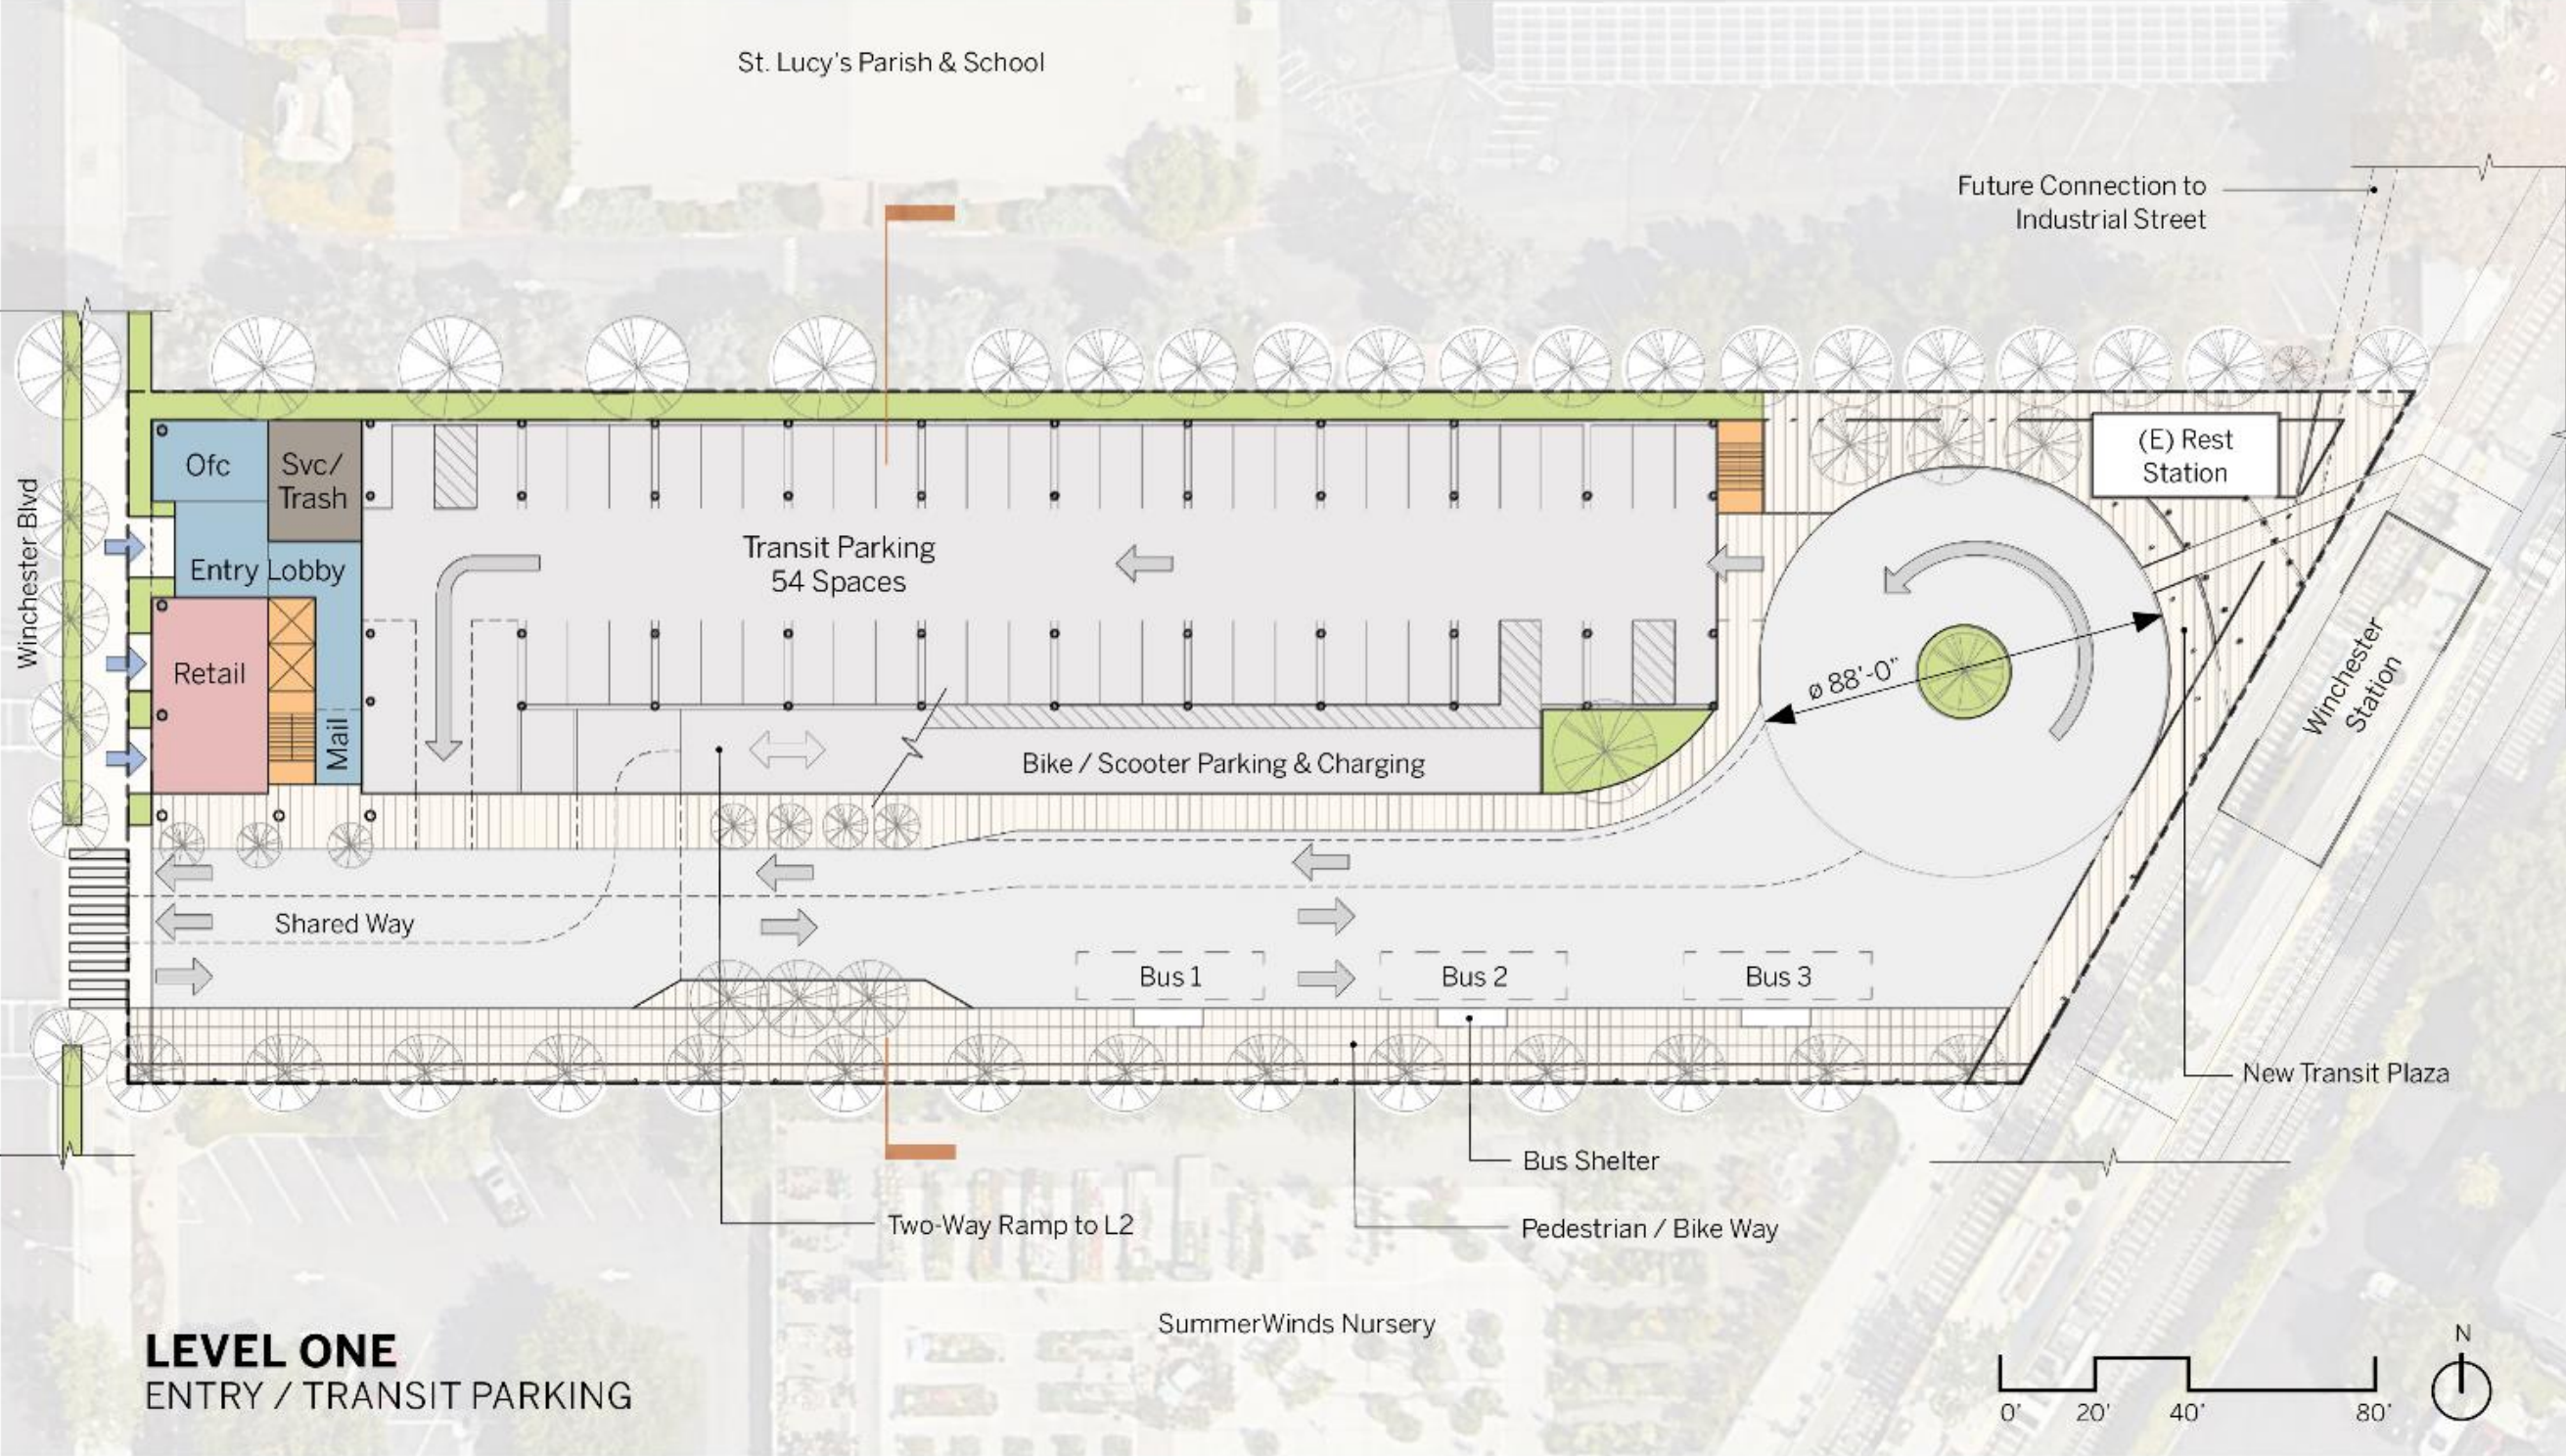 St. Lucy's Parish & School
Future Connection to
Industrial Street
Winchester Blvd
Ofc
Svc/
Trash
(E) Rest
Station
Entry Lobby
Transit Parking
54 Spaces
Retail
Mail
ø 88'-0"
Winchester
Station
Bike / Scooter Parking & Charging
Shared Way
Bus 1
Bus 2
Bus 3
New Transit Plaza
Bus Shelter
Two-Way Ramp to L2
Pedestrian / Bike Way
SummerWinds Nursery
LEVEL ONE
ENTRY / TRANSIT PARKING
N
0' 20' 40' 80'